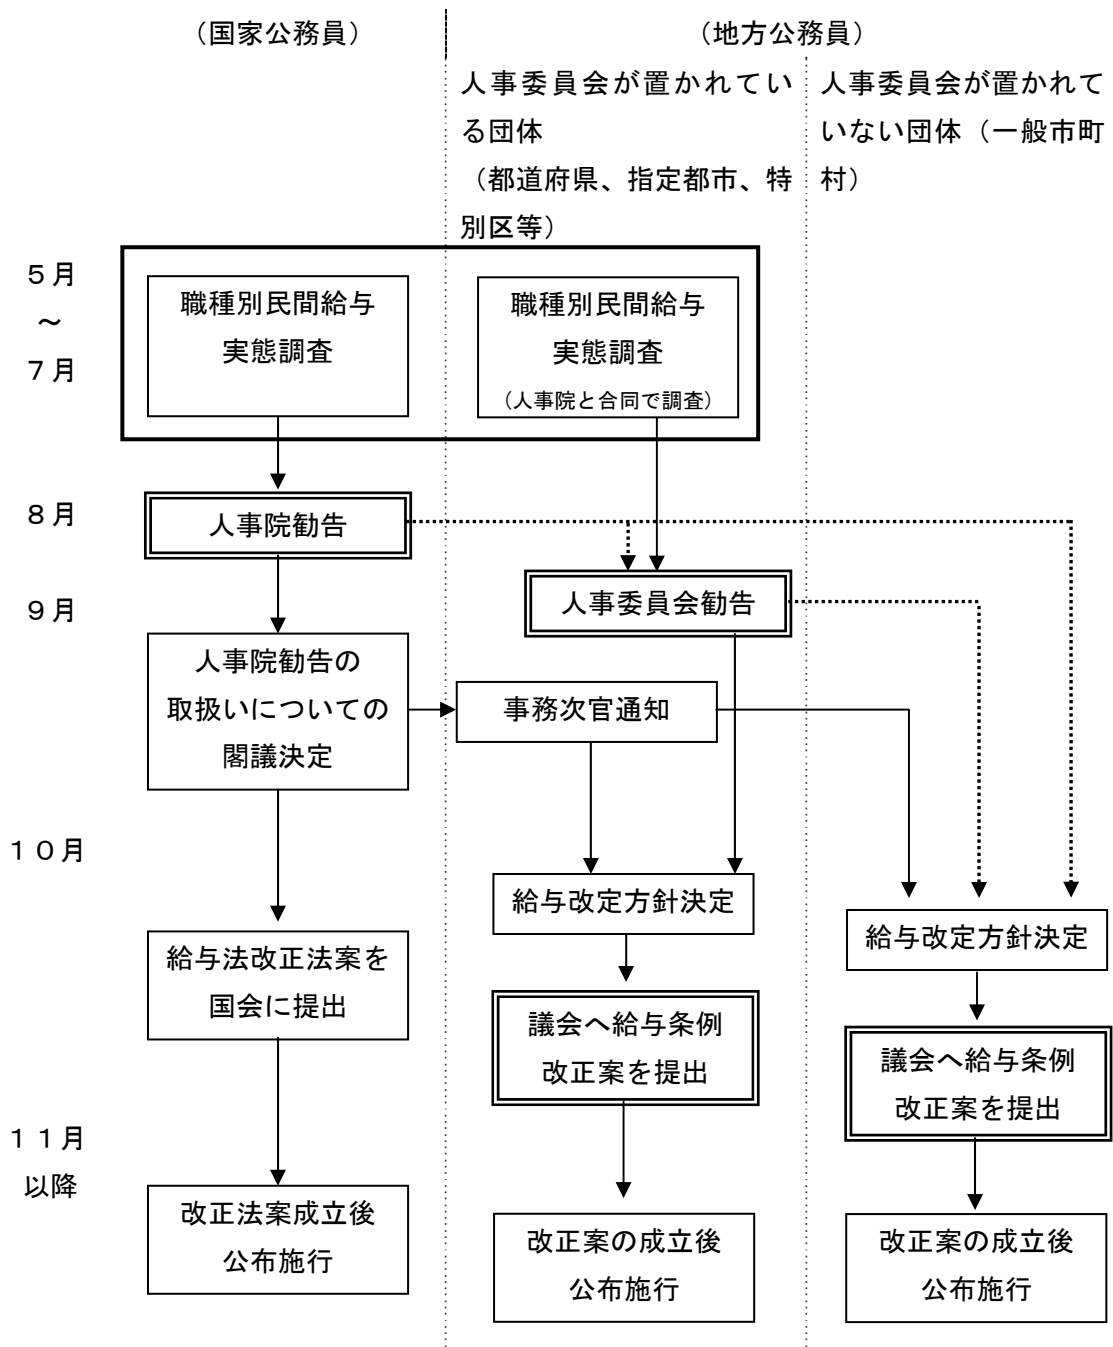 （国家公務員）
（地方公務員）
人事委員会が置かれてい
る団体
（都道府県、指定都市、特
別区等）
人事委員会が置かれて
いない団体（一般市町
村）
５月
～
７月
職種別民間給与
実態調査
職種別民間給与
実態調査
（人事院と合同で調査）
８月
人事院勧告
９月
人事委員会勧告
人事院勧告の
取扱いについての
閣議決定
事務次官通知
１０月
給与改定方針決定
給与改定方針決定
給与法改正法案を
国会に提出
議会へ給与条例
改正案を提出
議会へ給与条例
改正案を提出
１１月
以降
改正法案成立後
公布施行
改正案の成立後
公布施行
改正案の成立後
公布施行